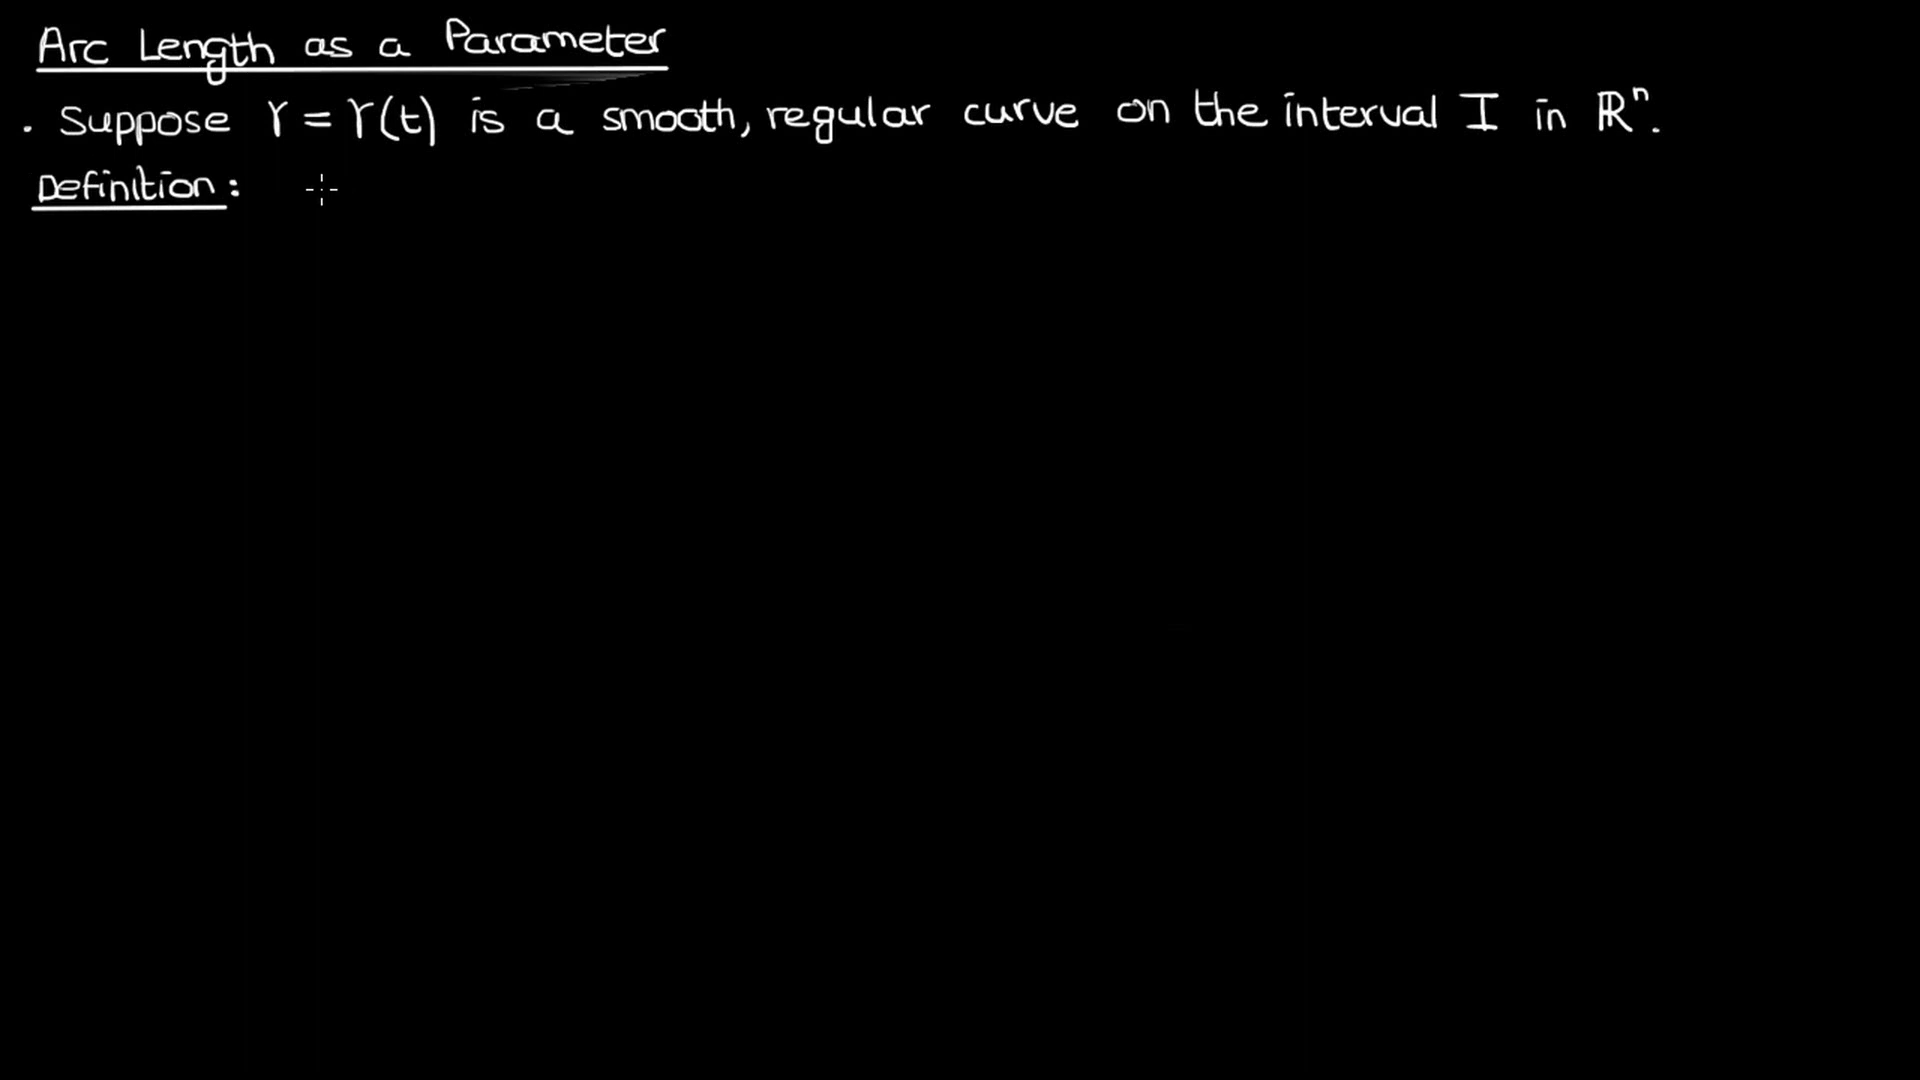 Arc Length as a Parameter
. Suppose γ = γ(t) is a smooth, regular curve on the interval I in ℝⁿ.
Definition: